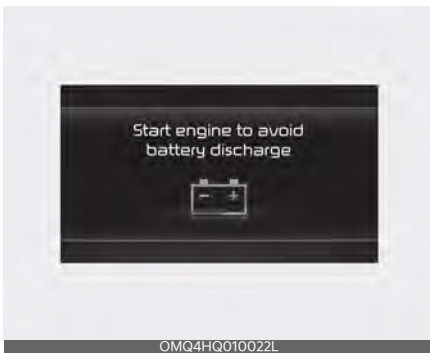 Start engine to avoid
battery discharge
- +
OMQ4HQ010022L